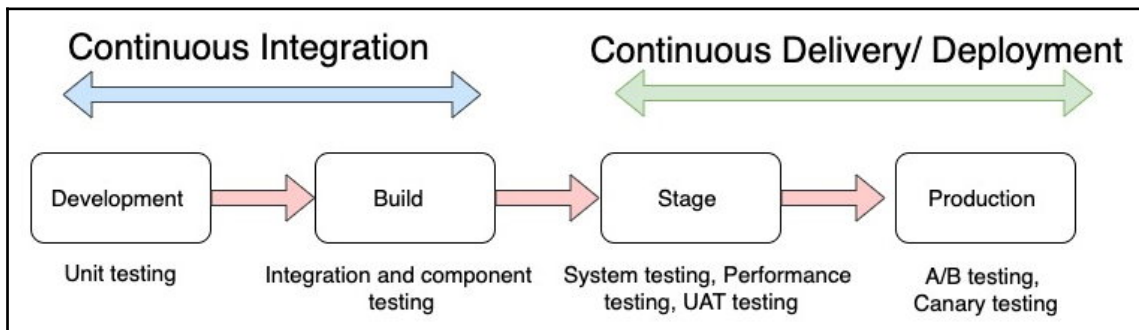 Continuous Integration
Continuous Delivery/ Deployment
Development
Build
Stage
Production
Unit testing
Integration and component
testing
System testing, Performance
testing, UAT testing
A/B testing,
Canary testing